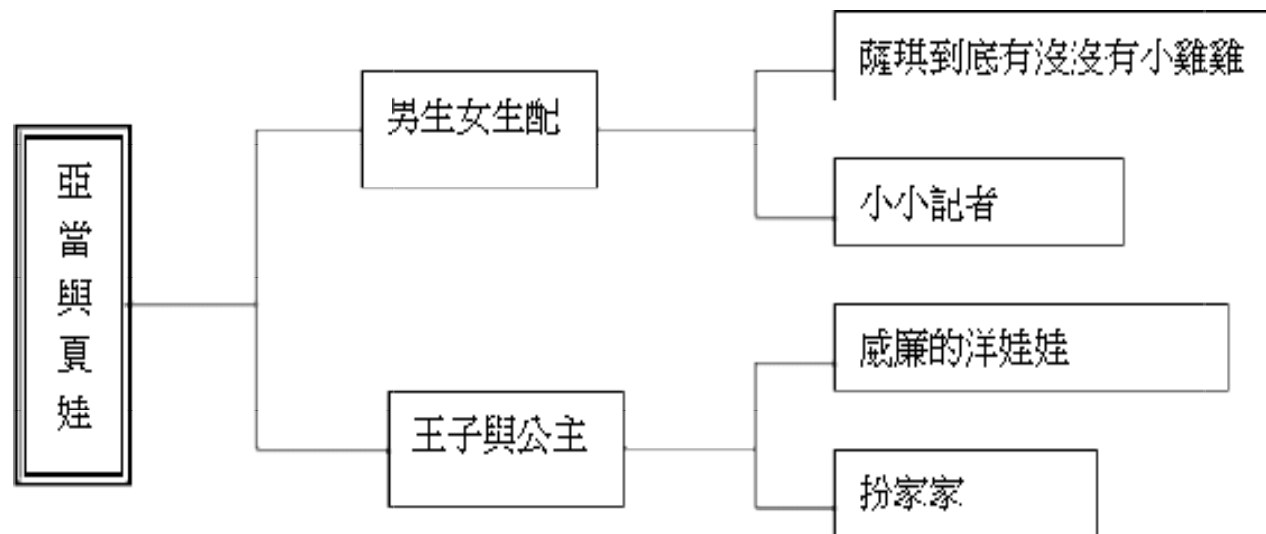 亞當與夏娃
男生女生配
薩琪到底有沒沒有小雞雞
小小記者
王子與公主
威廉的洋娃娃
扮家家